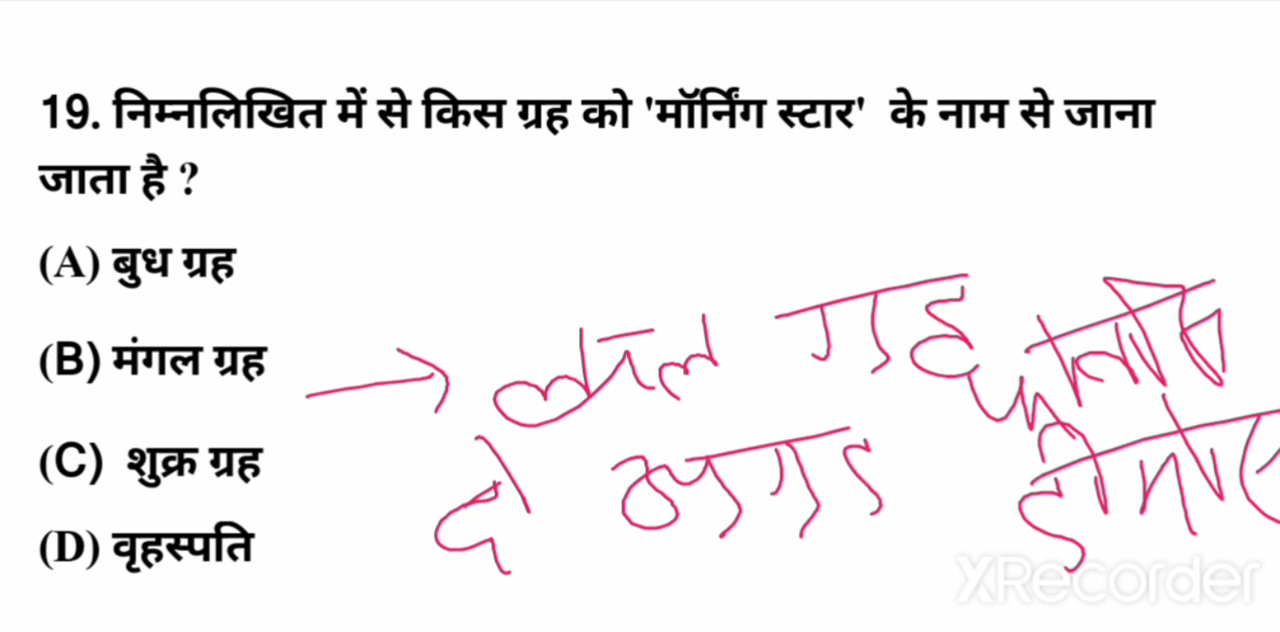 19. निम्नलिखित में से किस ग्रह को 'मॉर्निंग स्टार' के नाम से जाना
जाता है ?
(A) बुध ग्रह
(B) मंगल ग्रह
लाल ग्रह
(C) शुक्र ग्रह
(D) वृहस्पति
XRecorder